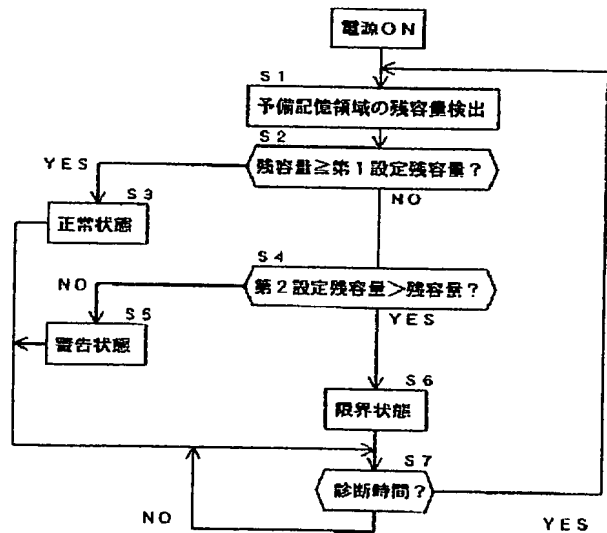 電源ON
S1
予備記憶領域の残容量検出
S2
残容量≧第1設定残容量？
YES
NO
S3
正常状態
S4
第2設定残容量＞残容量？
NO
YES
S5
警告状態
S6
限界状態
S7
診断時間？
NO
YES